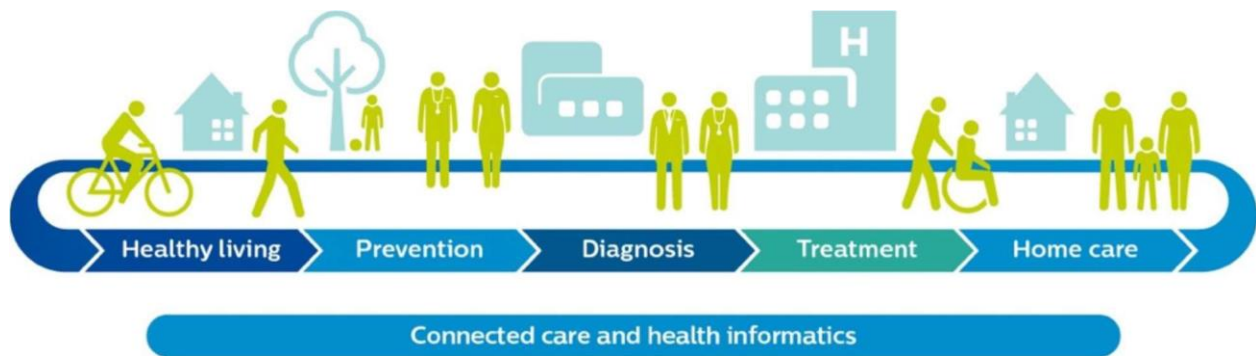 H
Healthy living
Prevention
Diagnosis
Treatment
Home care
Connected care and health informatics